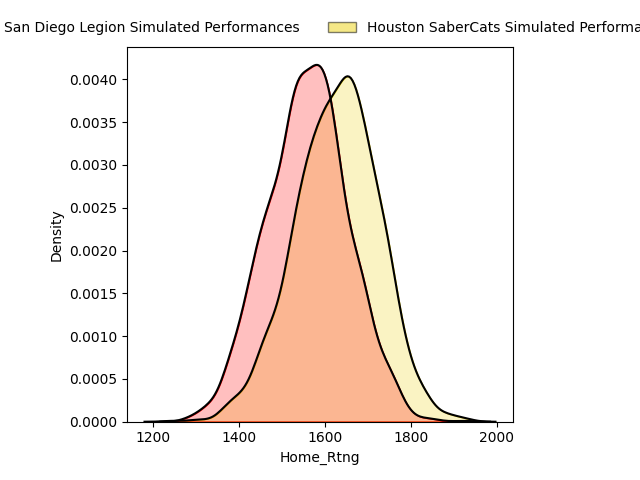 San Diego Legion Simulated Performances
Houston SaberCats Simulated Performa
0.0040
0.0035
0.0030
0.0025
0.0020
0.0015
0.0010
0.0005
0.0000
Density
1200 1400 1600 1800 2000
Home_Rtng